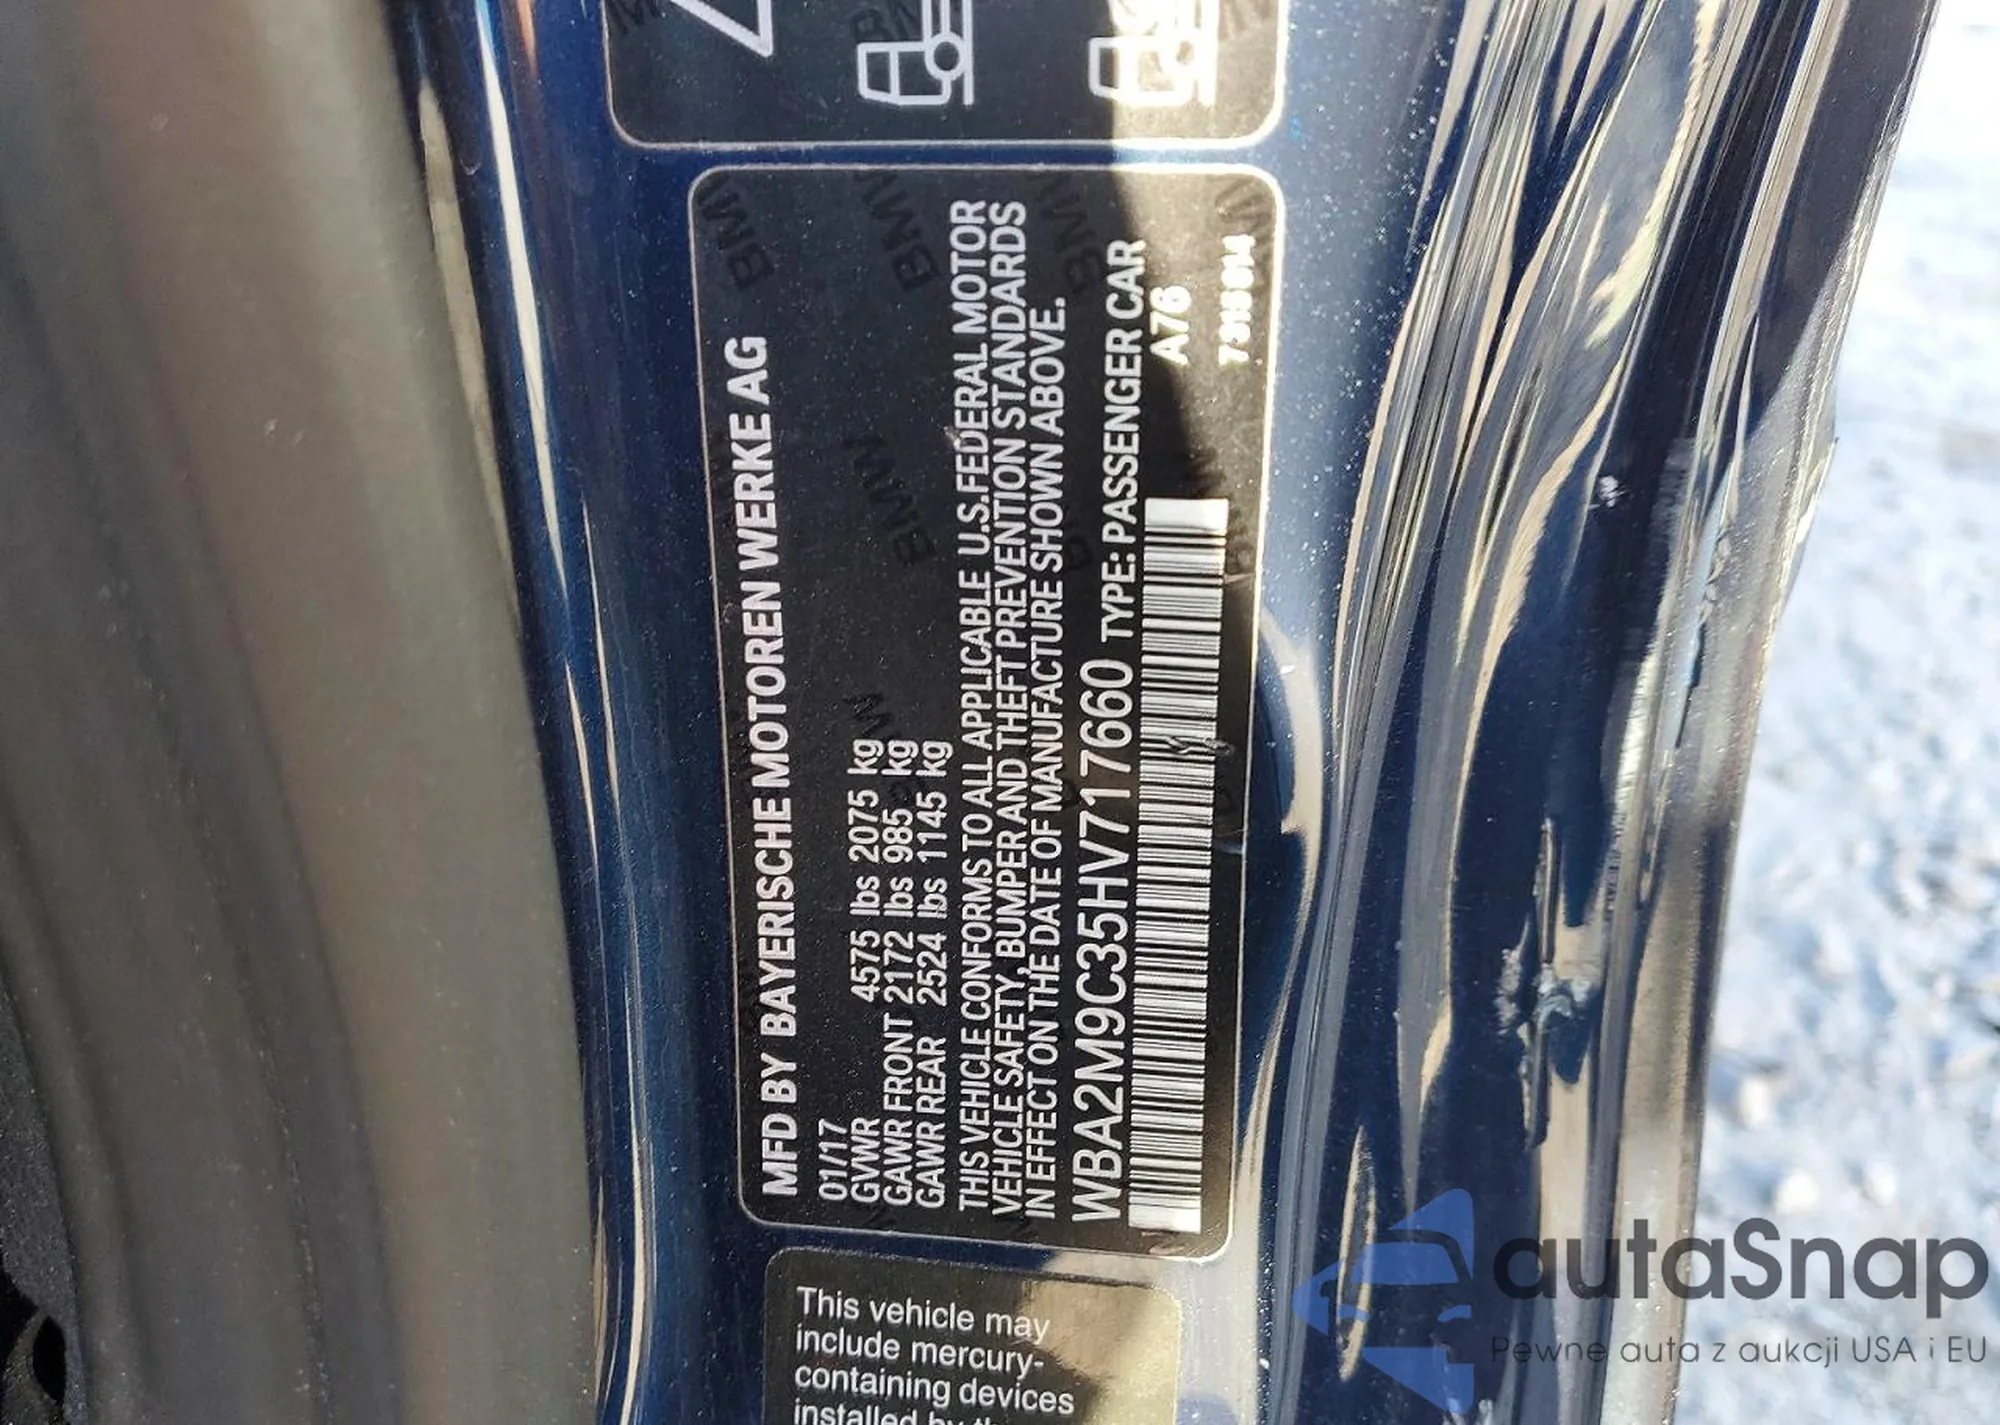 MFD BY BAYERISCHE MOTOREN WERKE AG
01/17
GVWR 4575 lbs 2075 kg
GAWR FRONT 2172 lbs 985 kg
GAWR REAR 2524 lbs 1145 kg
THIS VEHICLE CONFORMS TO ALL APPLICABLE U.S.FEDERAL MOTOR
VEHICLE SAFETY, BUMPER AND THEFT PREVENTION STANDARDS
IN EFFECT ON THE DATE OF MANUFACTURE SHOWN ABOVE.
WBA2M9C35HV717660 TYPE: PASSENGER CAR
A76
This vehicle may
include mercury-
containing devices
installed by
autaSnap
Pewne auta z aukcji USA i EU